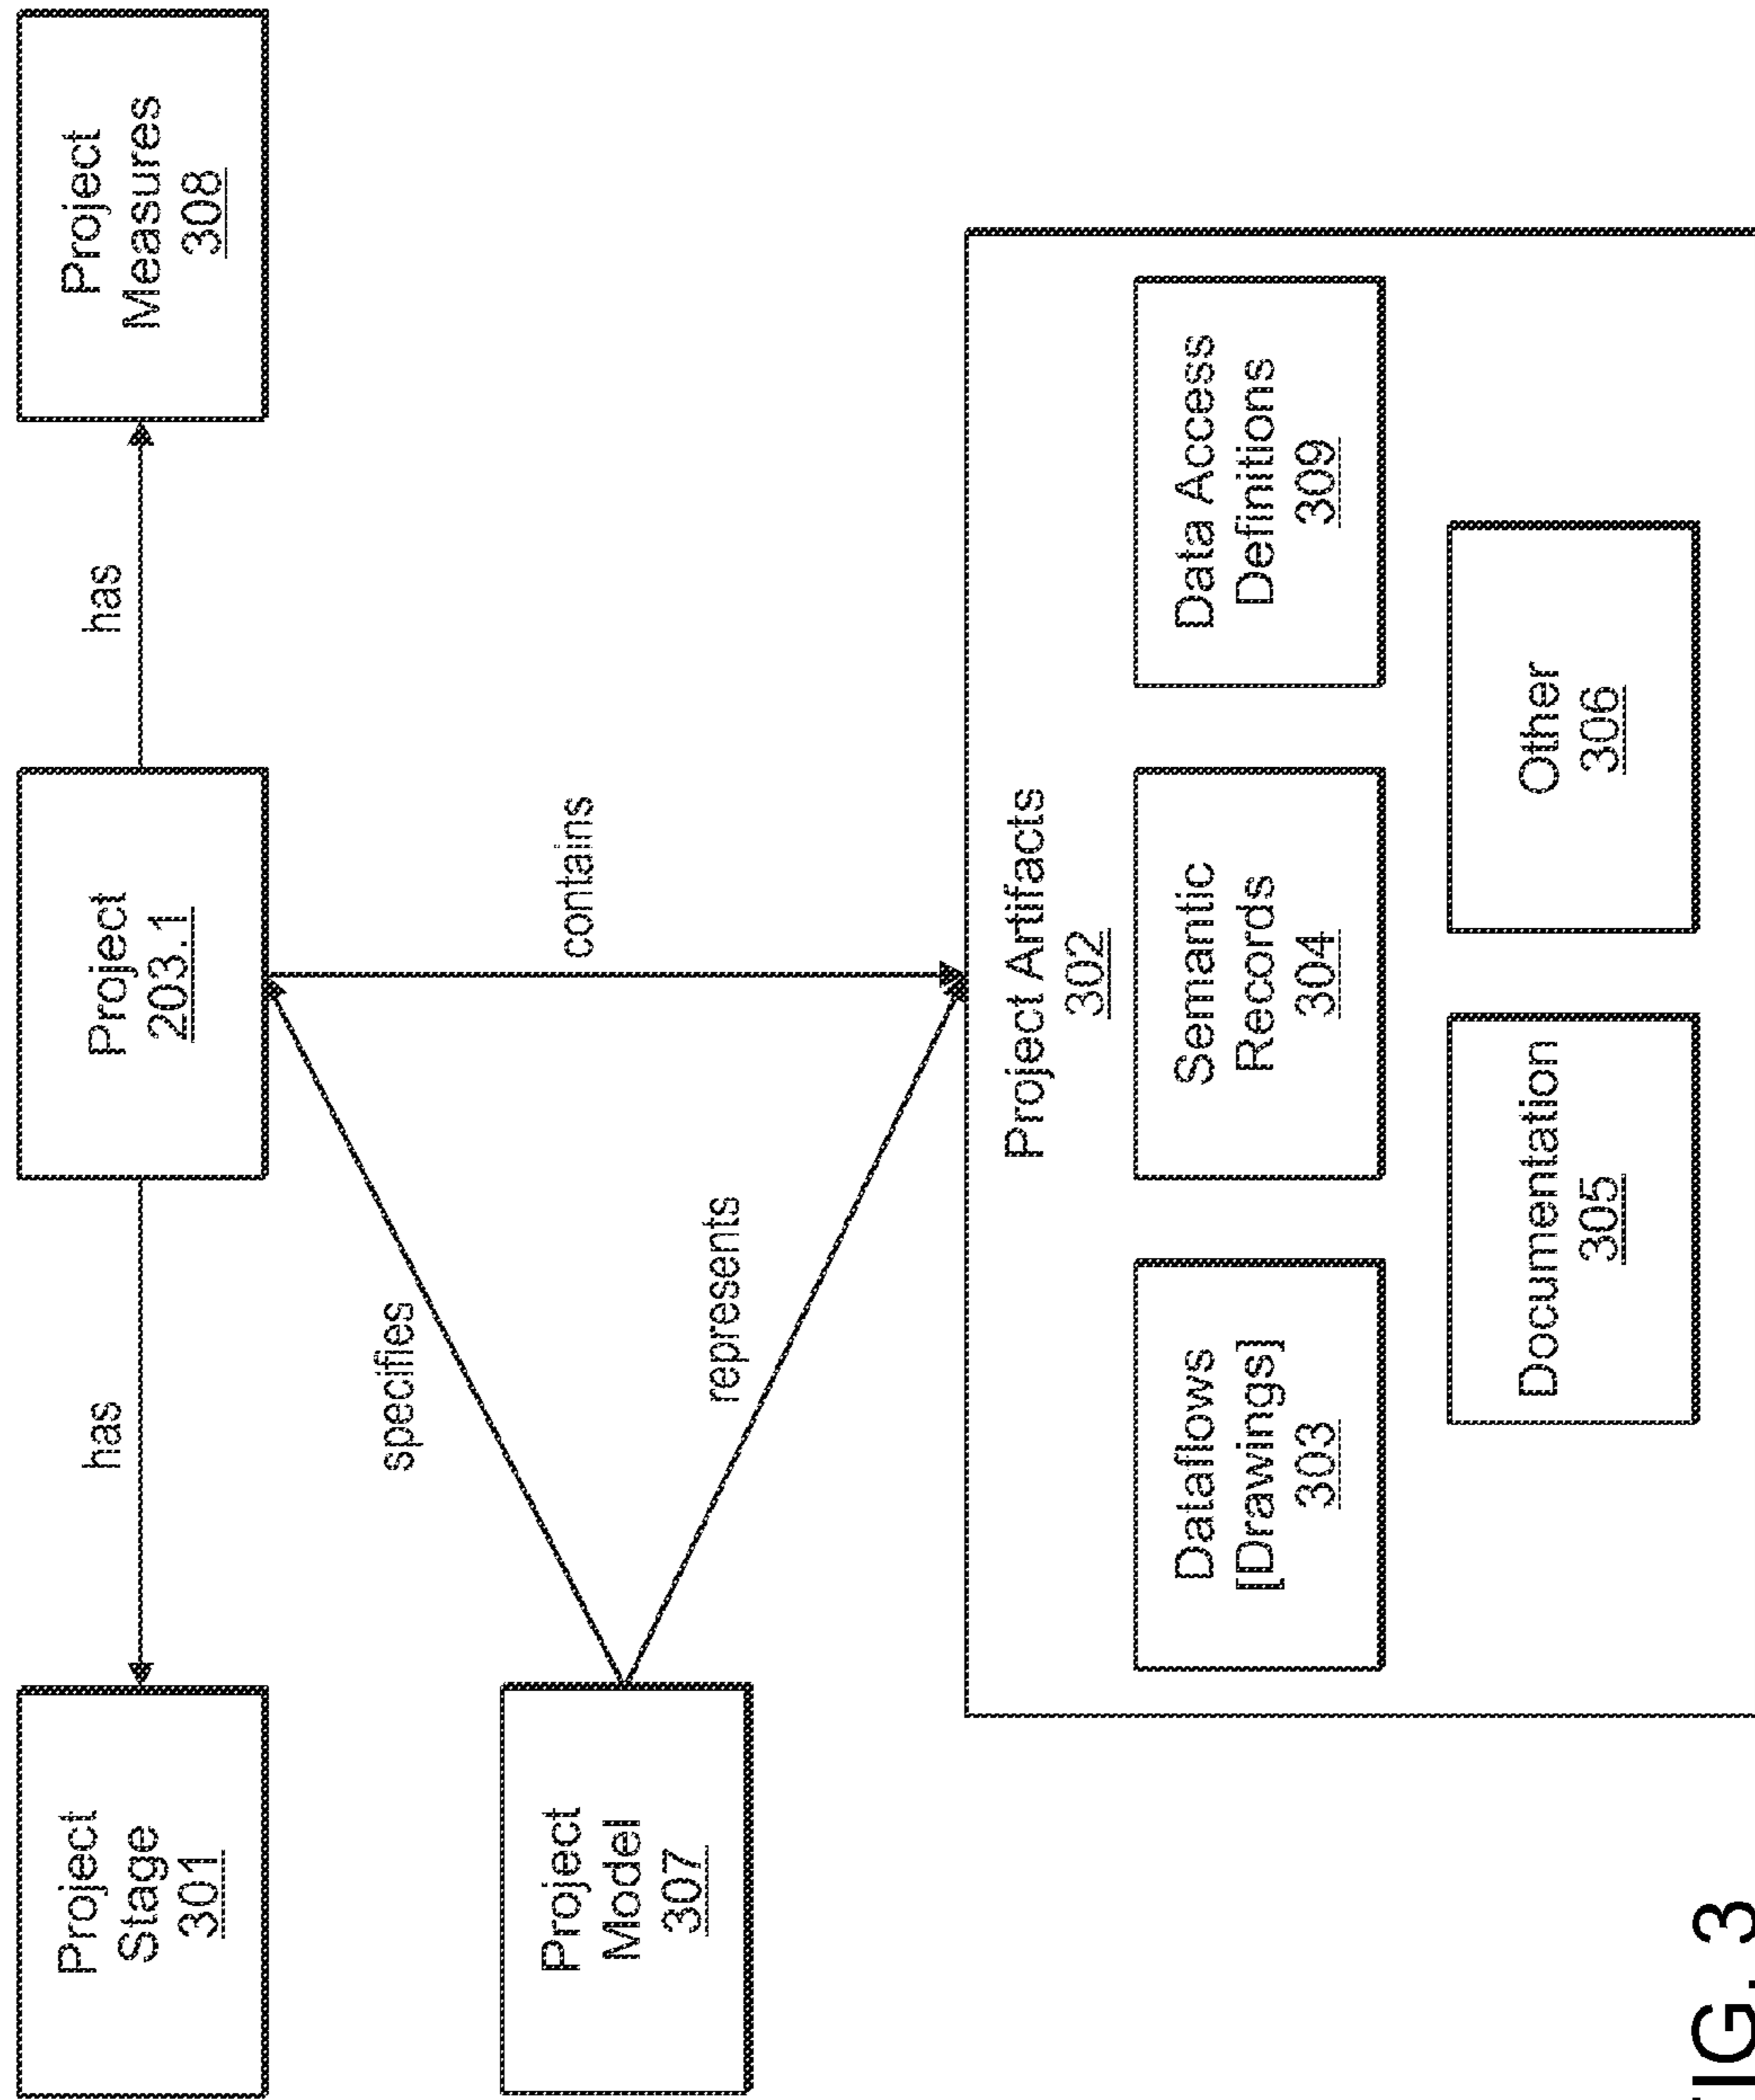 Project
Stage
301
has
Project
203.1
has
Project
Measures
308
specifies
contains
Project
Model
307
represents
Project Artifacts
302
Dataflows
[Drawings]
303
Semantic
Records
304
Data Access
Definitions
309
Documentation
305
Other
306
FIG. 3